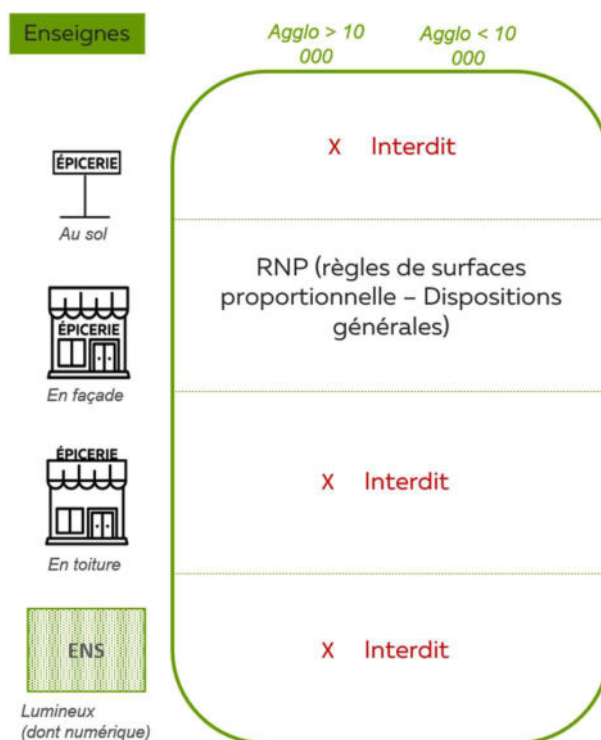 Enseignes
Agglo > 10
000
Agglo < 10
000
ÉPICERIE
Au sol
X Interdit
RNP (règles de surfaces
proportionnelle – Dispositions
générales)
ÉPICERIE
En façade
ÉPICERIE
En toiture
X Interdit
ENS
Lumineux
(dont numérique)
X Interdit